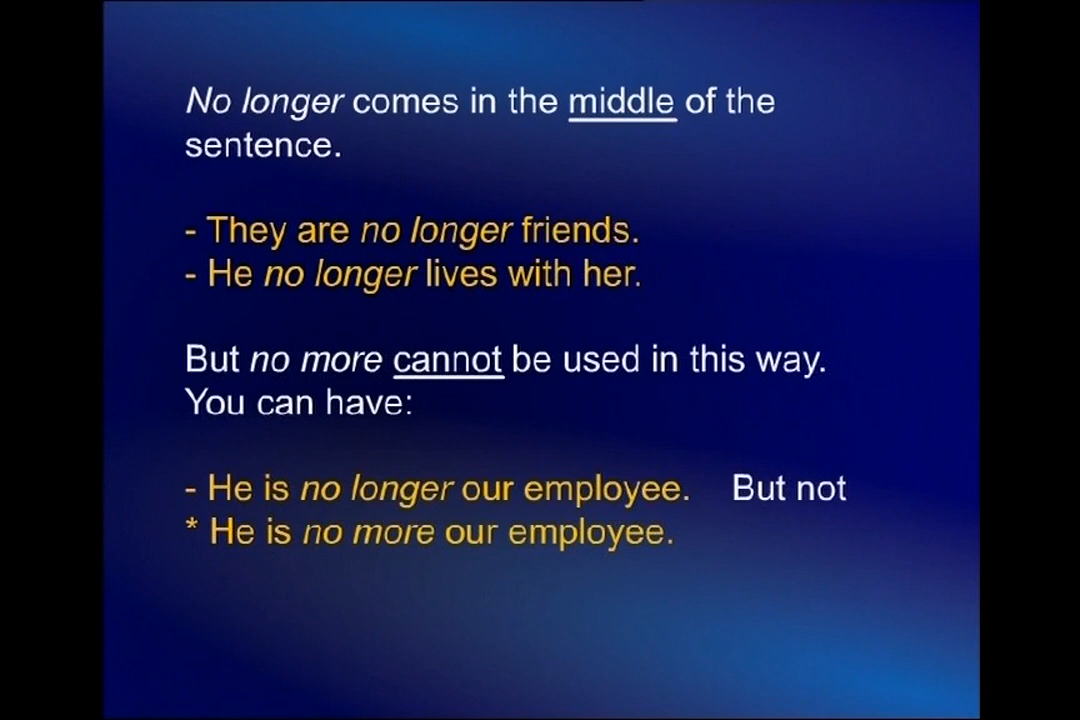 No longer comes in the middle of the
sentence.
- They are no longer friends.
- He no longer lives with her.
But no more cannot be used in this way.
You can have:
- He is no longer our employee. But not
* He is no more our employee.